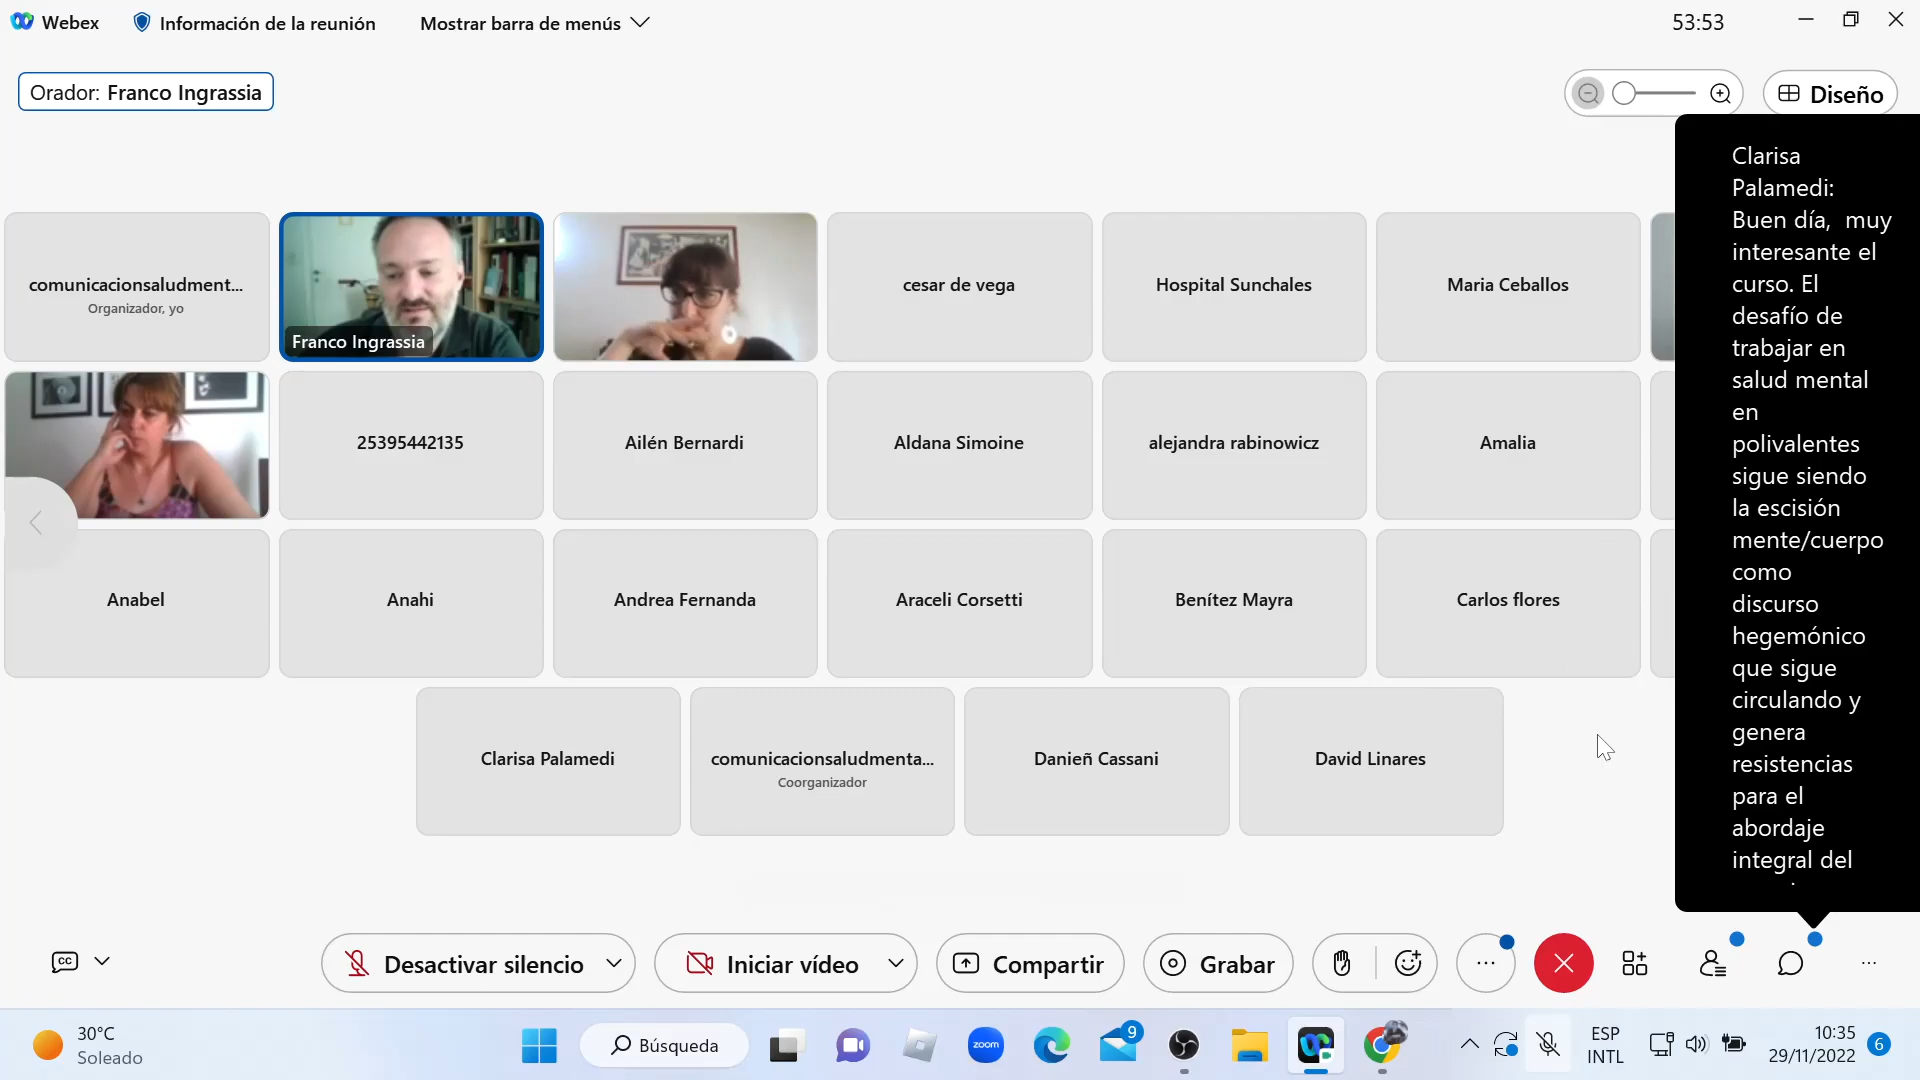 Webex
Información de la reunión
Mostrar barra de menús
53:53
Orador: Franco Ingrassia
Diseño
Clarisa
Palamedi:
Buen día,  muy
interesante el
curso. El
desafío de
trabajar en
salud mental
en
polivalentes
sigue siendo
la escisión
mente/cuerpo
como
discurso
hegemónico
que sigue
circulando y
genera
resistencias
para el
abordaje
integral del
comunicacionsaludment...
Organizador, yo
Franco Ingrassia
cesar de vega
Hospital Sunchales
Maria Ceballos
25395442135
Ailén Bernardi
Aldana Simoine
alejandra rabinowicz
Amalia
Anabel
Anahi
Andrea Fernanda
Araceli Corsetti
Benítez Mayra
Carlos flores
Clarisa Palamedi
comunicacionsaludmenta...
Coorganizador
Danieñ Cassani
David Linares
CC
Desactivar silencio
Iniciar vídeo
Compartir
Grabar
30°C
Soleado
Búsqueda
zoom
9
ESP
INTL
10:35
29/11/2022
6